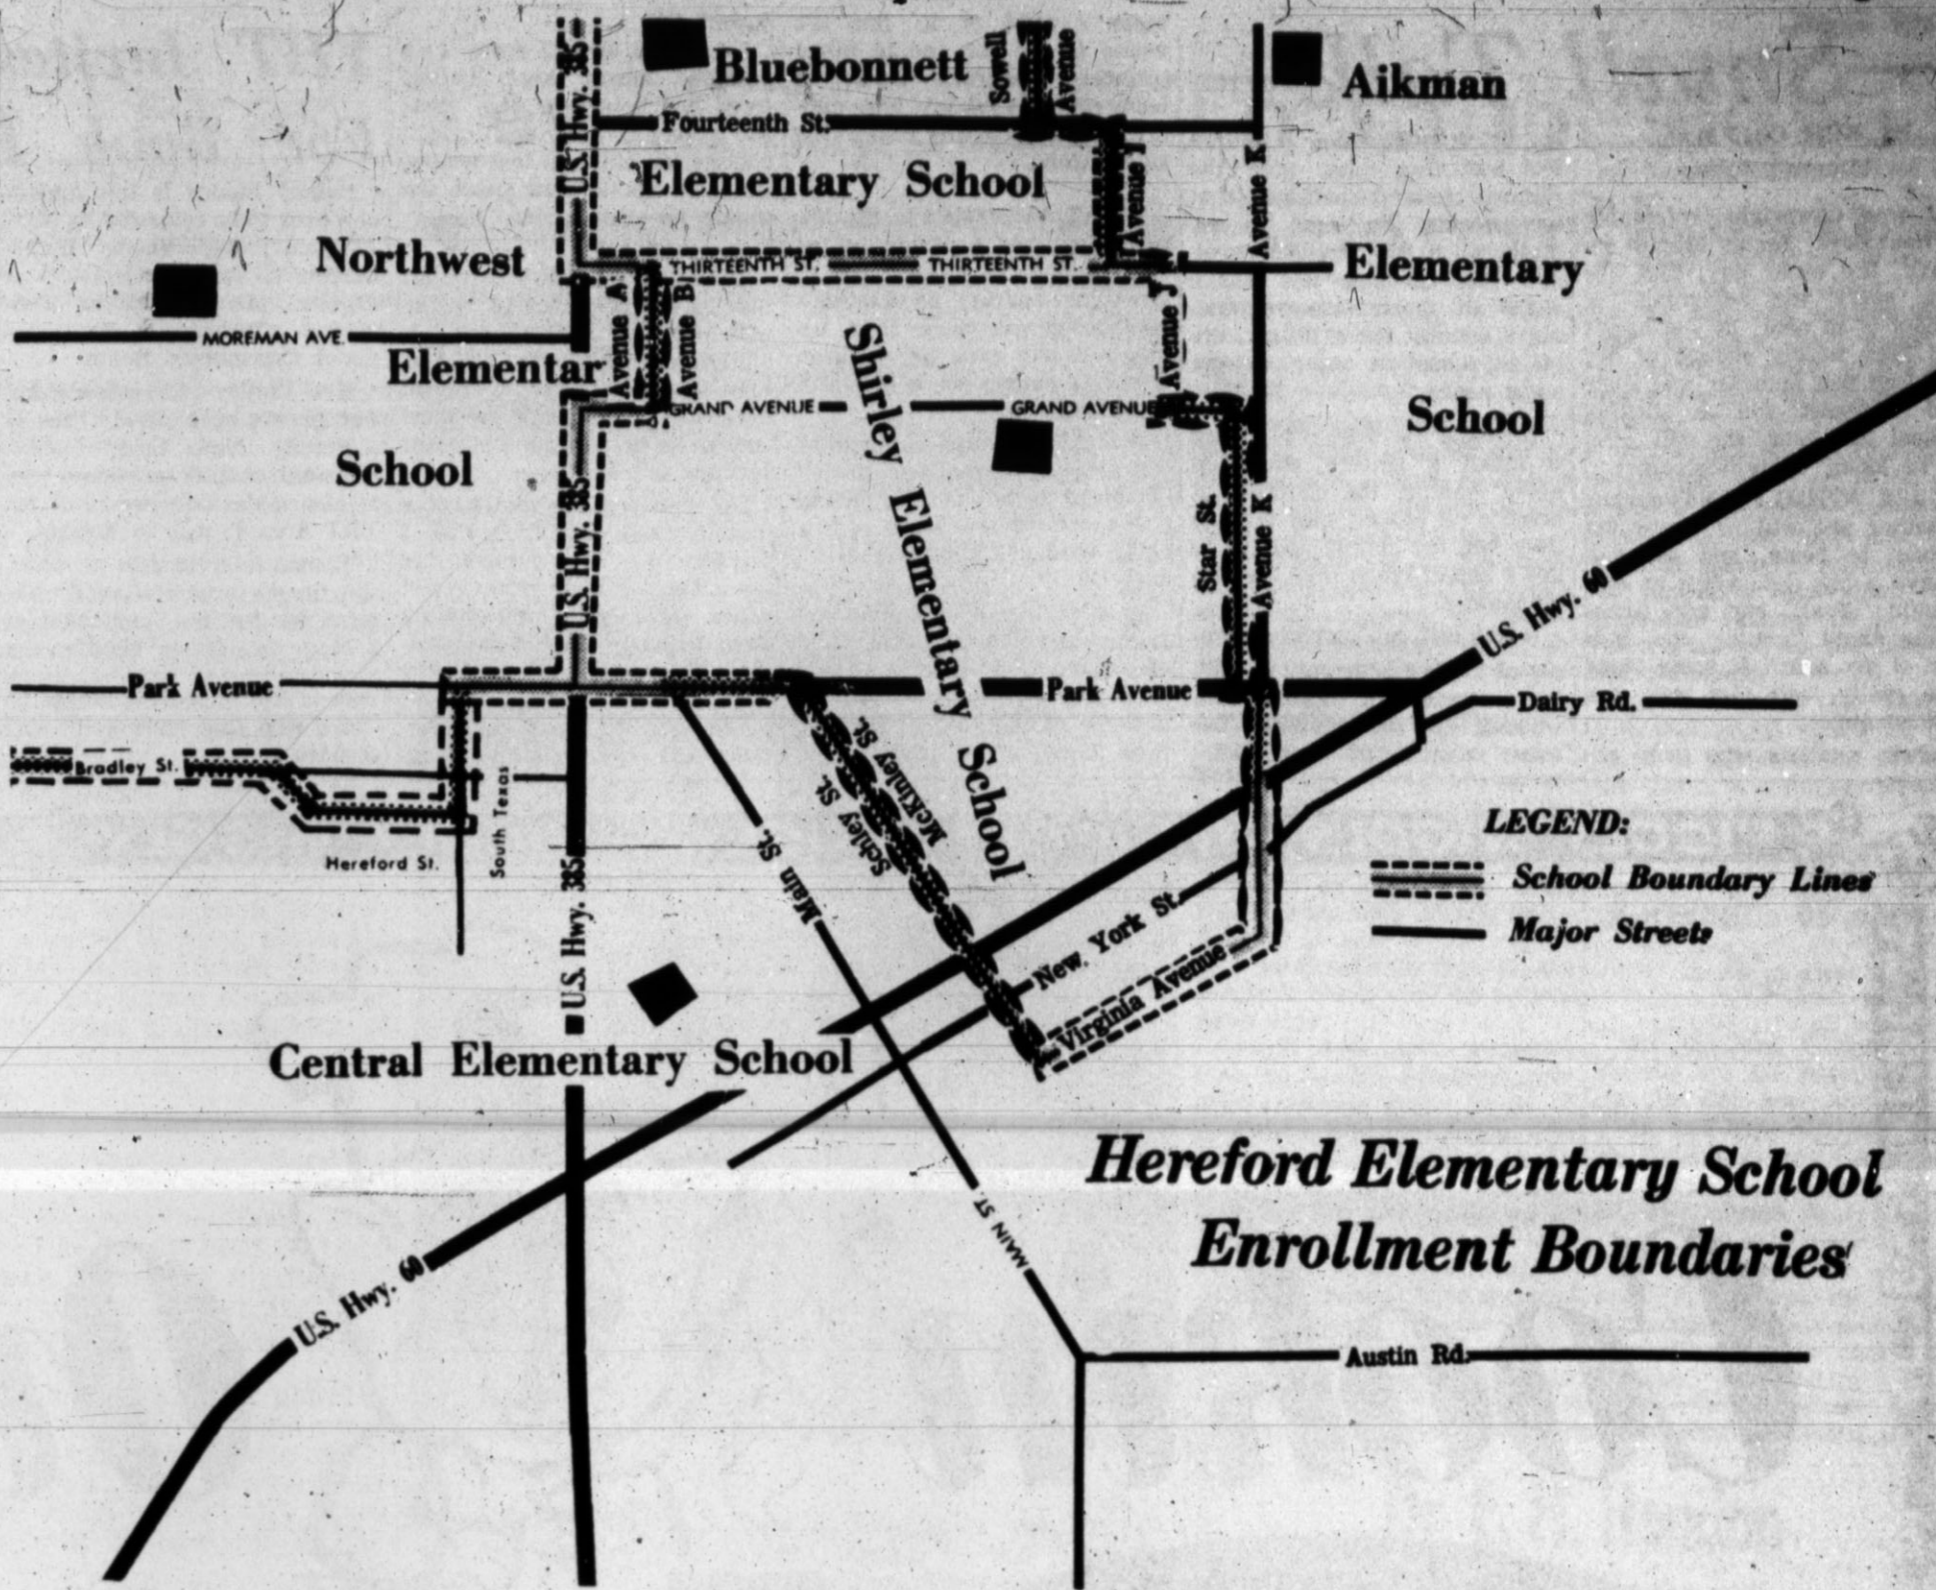 Bluebonnett
Elementary School
Aikman
Elementary
School
Northwest
Elementar
School
Shirley Elementary School
Central Elementary School
U.S. Hwy. 385
Sowell
Avenue
Fourteenth St.
Avenue K
THIRTEENTH ST.
THIRTEENTH ST.
MOREMAN AVE.
Avenue A
Avenue B
Avenue J
GRAND AVENUE
GRAND AVENUE
U.S. Hwy. 385
Star St.
Avenue K
U.S. Hwy. 60
Park Avenue
Park Avenue
Dairy Rd.
Bradley St.
South Texas
Hereford St.
McKinley St.
Schley St.
Main St.
U.S. Hwy. 385
New York St.
Virginia Avenue
LEGEND:
School Boundary Lines
Major Streets
Hereford Elementary School
Enrollment Boundaries
MAIN ST.
U.S. Hwy. 60
Austin Rd.